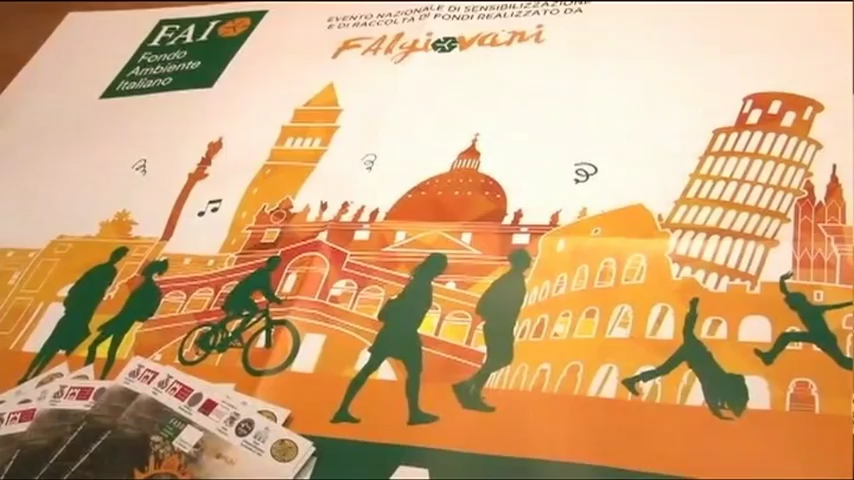 FAI
Fondo
Ambiente
Italiano
EVENTO NAZIONALE DI SENSIBILIZZAZIONE
E DI RACCOLTA DI FONDI REALIZZATO DA
FAIgiovani